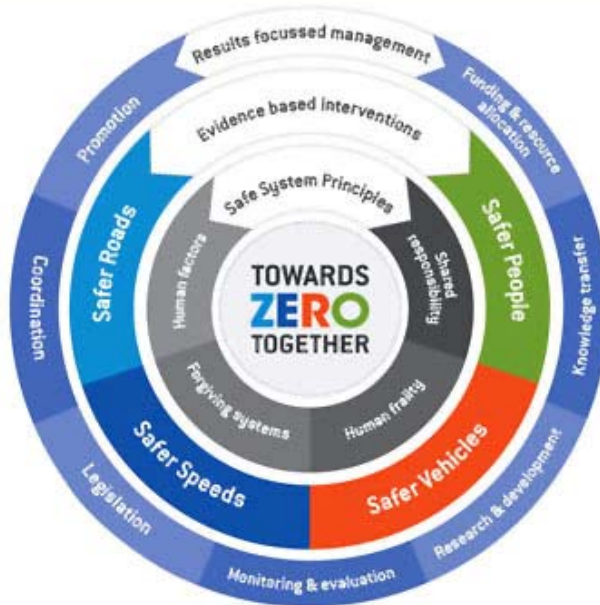 Results focussed management
Funding & resource
allocation
Knowledge transfer
Research & development
Monitoring & evaluation
Legislation
Coordination
Promotion
Evidence based interventions
Safer People
Safer Vehicles
Safer Speeds
Safer Roads
Safe System Principles
Shared
responsibility
Human frailty
Forgiving systems
Human factors
TOWARDS
ZERO
TOGETHER